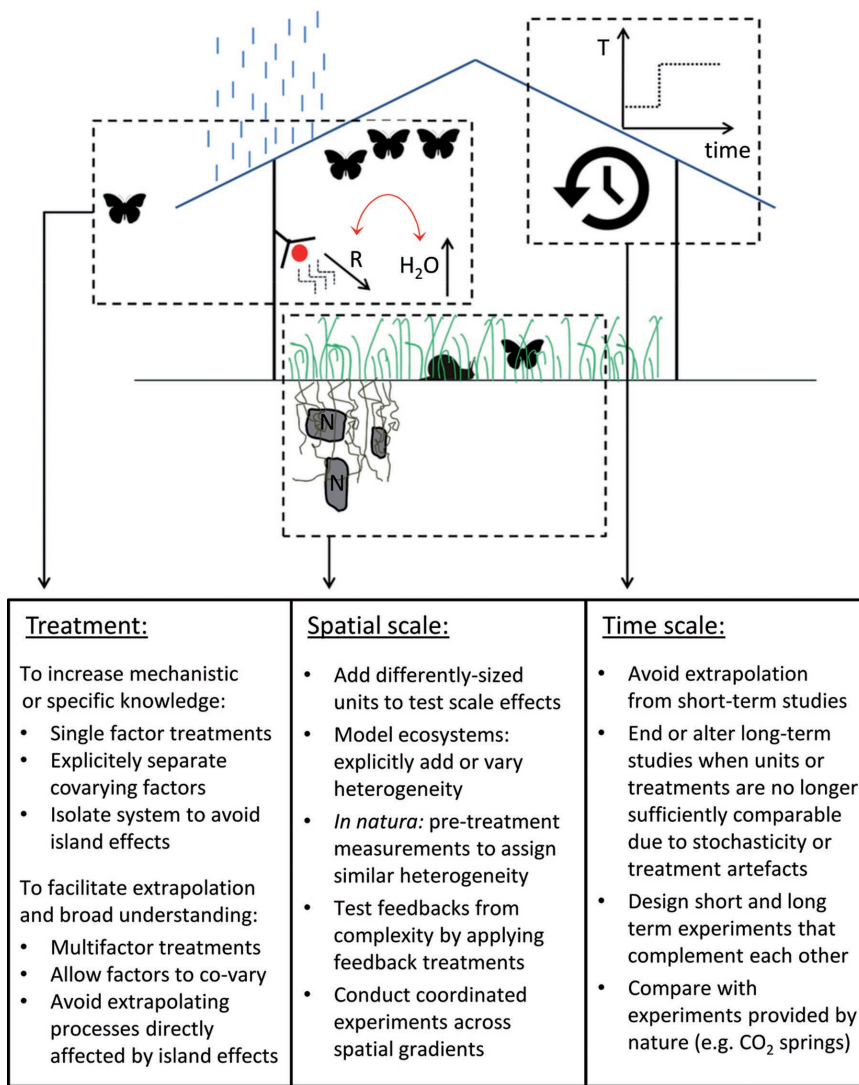 T
time
R
H₂O
N
N
Treatment:
To increase mechanistic
or specific knowledge:
• Single factor treatments
• Explicitely separate
covarying factors
• Isolate system to avoid
island effects
To facilitate extrapolation
and broad understanding:
• Multifactor treatments
• Allow factors to co-vary
• Avoid extrapolating
processes directly
affected by island effects
Spatial scale:
• Add differently-sized
units to test scale effects
• Model ecosystems:
explicitly add or vary
heterogeneity
• In natura: pre-treatment
measurements to assign
similar heterogeneity
• Test feedbacks from
complexity by applying
feedback treatments
• Conduct coordinated
experiments across
spatial gradients
Time scale:
• Avoid extrapolation
from short-term studies
• End or alter long-term
studies when units or
treatments are no longer
sufficiently comparable
due to stochasticity or
treatment artefacts
• Design short and long
term experiments that
complement each other
• Compare with
experiments provided by
nature (e.g. CO₂ springs)